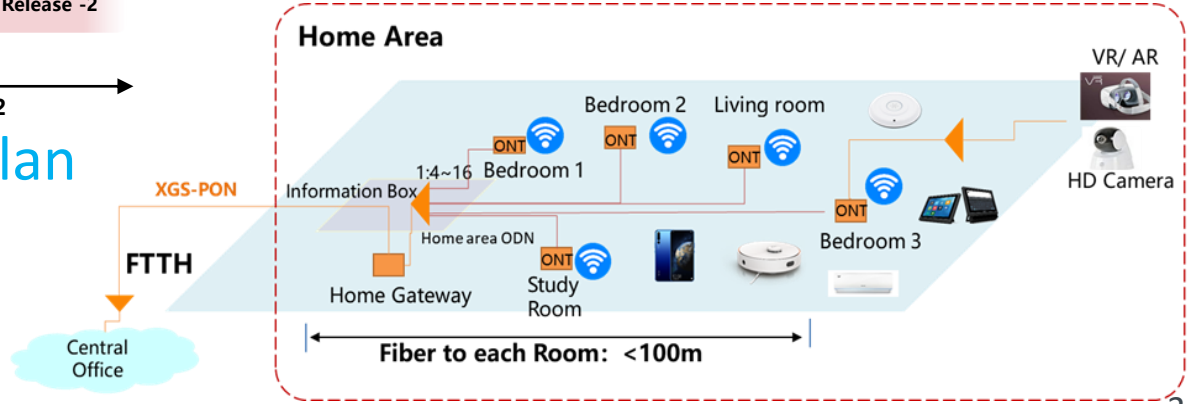 Release -2
2
lan
Home Area
VR/ AR
VR
HD Camera
Bedroom 2
Living room
ONT
ONT
ONT
Bedroom 1
1:4~16
XGS-PON
Information Box
ONT
Bedroom 3
Home area ODN
FTTH
Home Gateway
ONT
Study
Room
Central
Office
Fiber to each Room: <100m